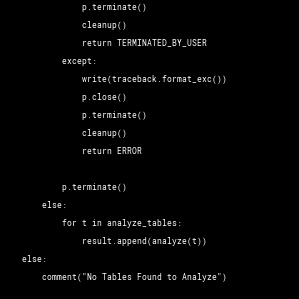 p.terminate()
cleanup()
return TERMINATED_BY_USER
except:
write(traceback.format_exc())
p.close()
p.terminate()
cleanup()
return ERROR
p.terminate()
else:
for t in analyze_tables:
result.append(analyze(t))
else:
comment("No Tables Found to Analyze")